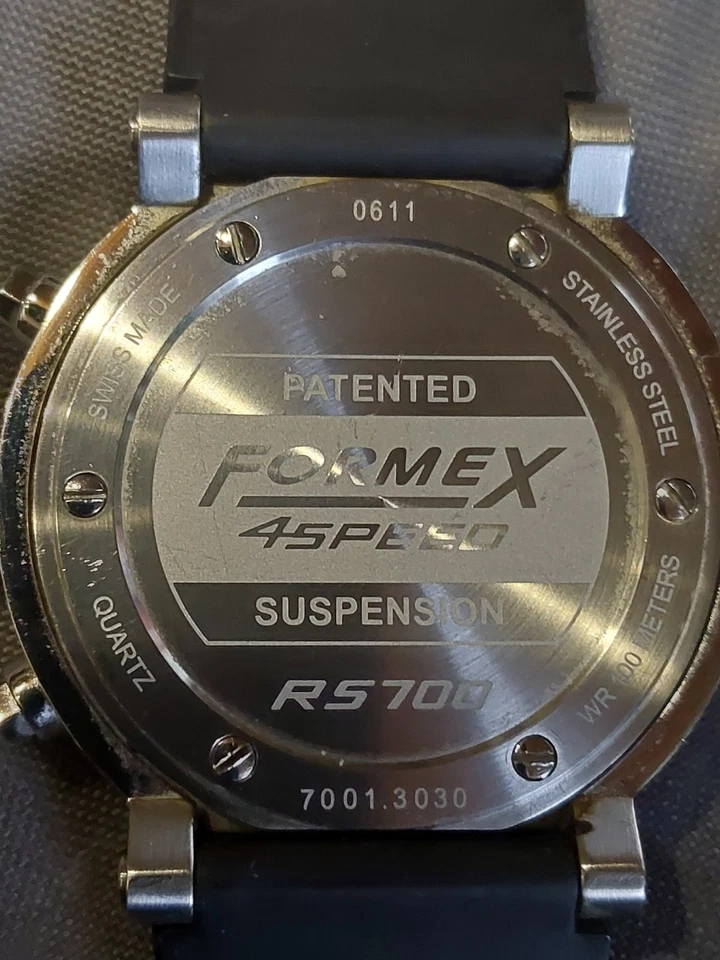 0611
SWISS MADE
STAINLESS STEEL
PATENTED
FORMEX
4SPEED
SUSPENSION
QUARTZ
WR 100 METERS
RS700
7001.3030